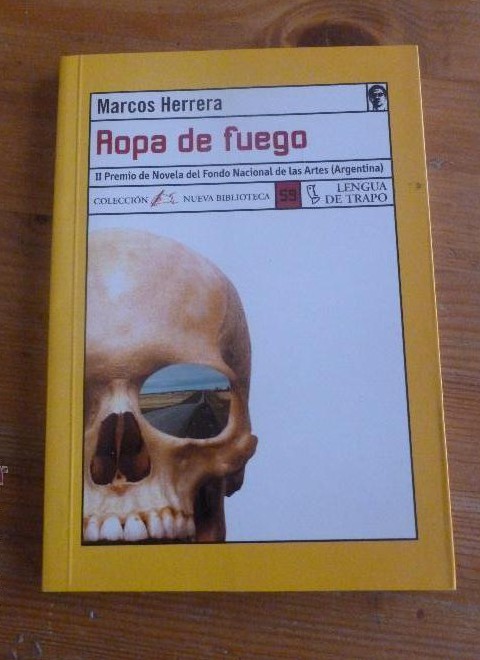 Marcos Herrera
Ropa de fuego
II Premio de Novela del Fondo Nacional de las Artes (Argentina)
COLECCIÓN NUEVA BIBLIOTECA 59 LENGUA
DE TRAPO